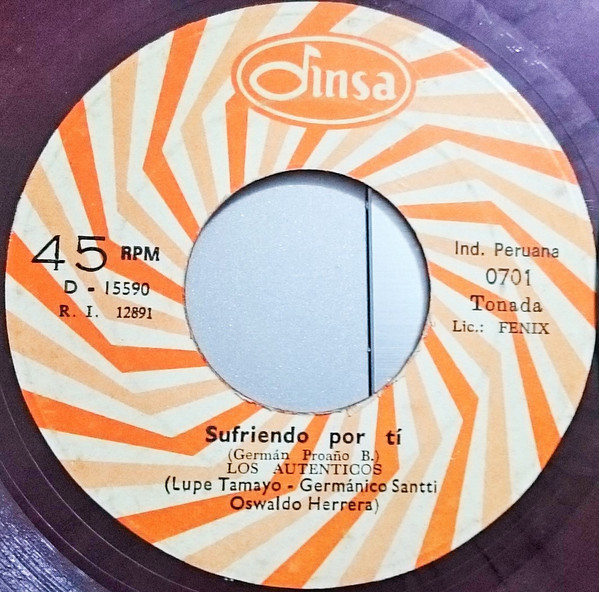 Dinsa
45 RPM
D - 15590
R. I. 12891
Ind. Peruana
0701
Tonada
Lic.: FENIX
Sufriendo por tí
(Germán Proaño B.)
LOS AUTENTICOS
(Lupe Tamayo - Germánico Santti
Oswaldo Herrera)